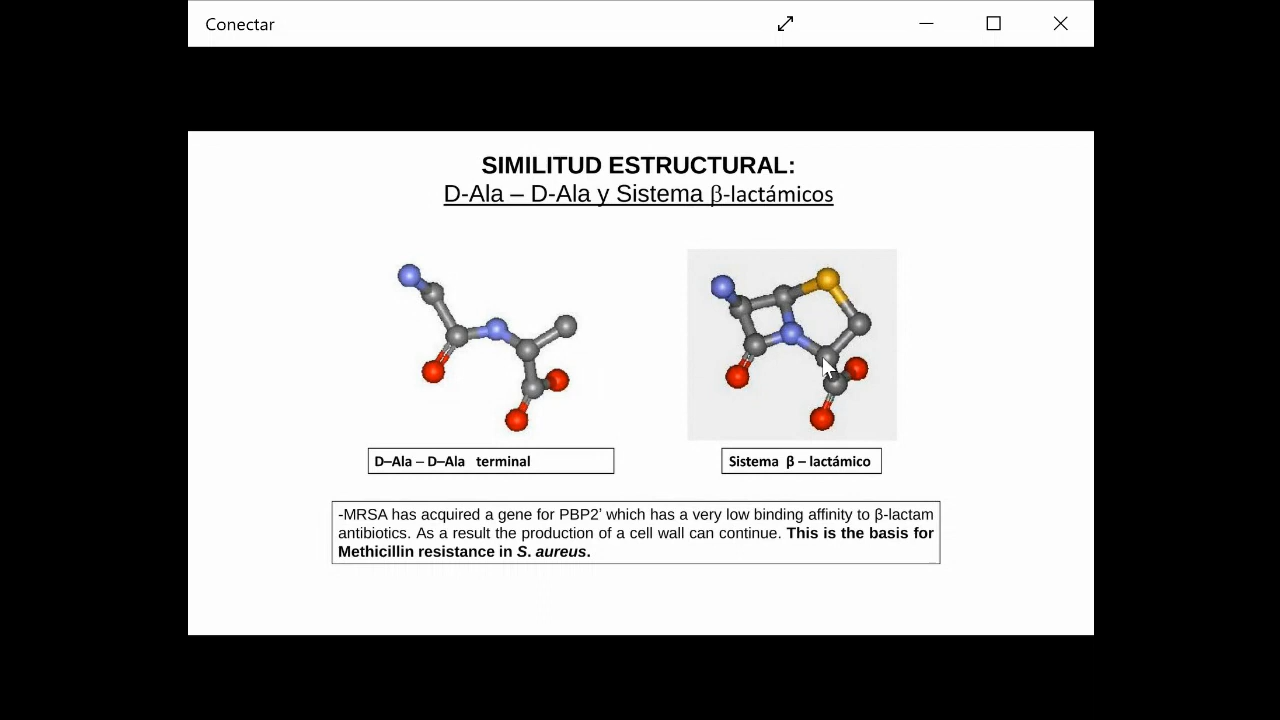 Conectar
SIMILITUD ESTRUCTURAL:
D-Ala – D-Ala y Sistema β-lactámicos
D–Ala – D–Ala terminal
Sistema β – lactámico
-MRSA has acquired a gene for PBP2' which has a very low binding affinity to β-lactam
antibiotics. As a result the production of a cell wall can continue. This is the basis for
Methicillin resistance in S. aureus.